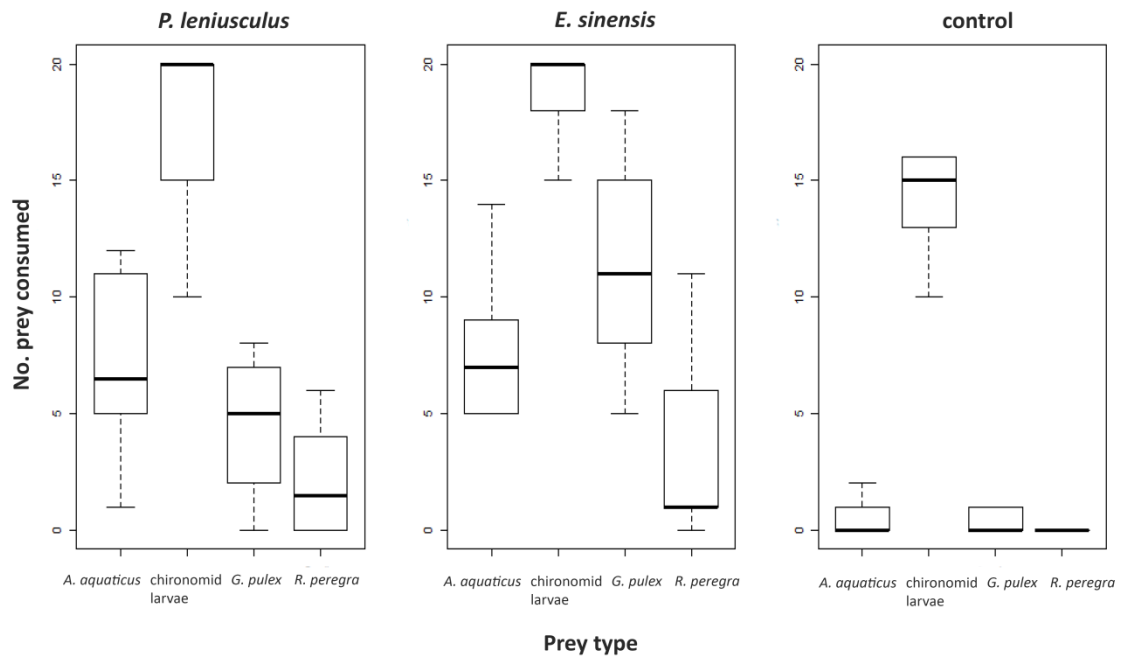 P. leniusculus
E. sinensis
control
No. prey consumed
20
15
10
5
0
20
15
10
5
0
20
15
10
5
0
A. aquaticus
chironomid
larvae
G. pulex
R. peregra
A. aquaticus
chironomid
larvae
G. pulex
R. peregra
A. aquaticus
chironomid
larvae
G. pulex
R. peregra
Prey type